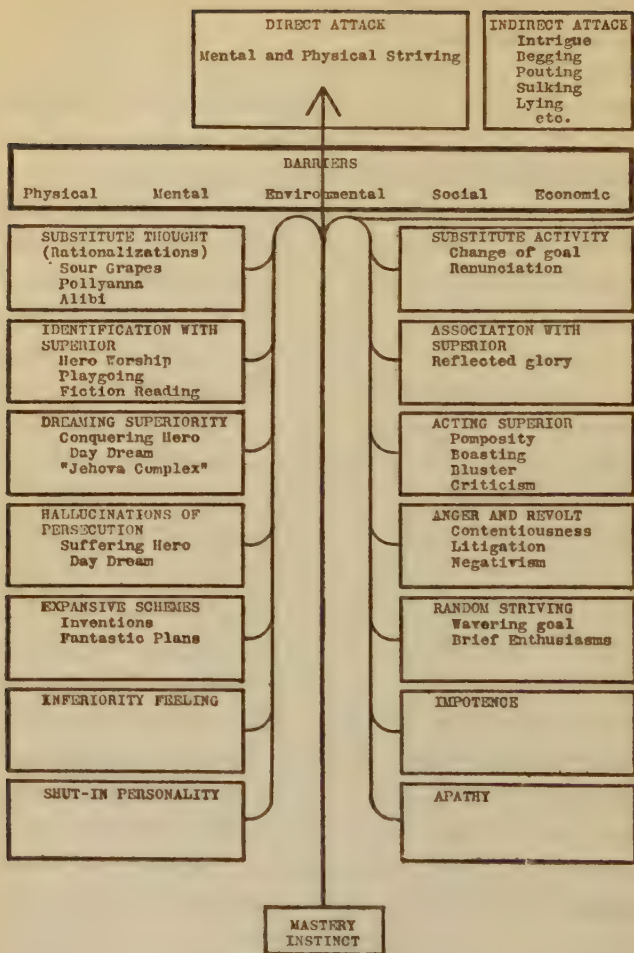 DIRECT ATTACK
Mental and Physical Striving
INDIRECT ATTACK
Intrigue
Begging
Pouting
Sulking
Lying
etc.
BARRIERS
Physical Mental Environmental Social Economic
SUBSTITUTE THOUGHT
(Rationalizations)
Sour Grapes
Pollyanna
Alibi
SUBSTITUTE ACTIVITY
Change of goal
Renunciation
IDENTIFICATION WITH
SUPERIOR
Hero Worship
Playgoing
Fiction Reading
ASSOCIATION WITH
SUPERIOR
Reflected glory
DREAMING SUPERIORITY
Conquering Hero
Day Dream
"Jehova Complex"
ACTING SUPERIOR
Pomposity
Boasting
Bluster
Criticism
HALLUCINATIONS OF
PERSECUTION
Suffering Hero
Day Dream
ANGER AND REVOLT
Contentiousness
Litigation
Negativism
EXPANSIVE SCHEMES
Inventions
Fantastic Plans
RANDOM STRIVING
Wavering goal
Brief Enthusiasms
INFERIORITY FEELING
IMPOTENCE
SHUT-IN PERSONALITY
APATHY
MASTERY
INSTINCT